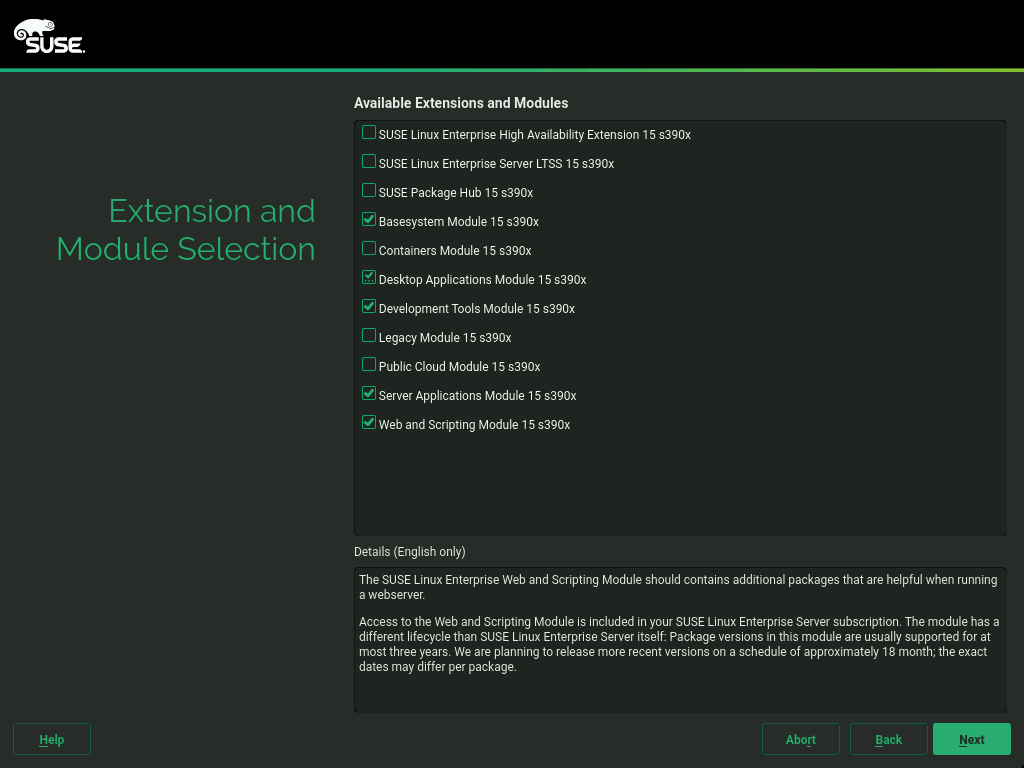 SUSE
Available Extensions and Modules
Extension and
Module Selection
SUSE Linux Enterprise High Availability Extension 15 s390x
SUSE Linux Enterprise Server LTSS 15 s390x
SUSE Package Hub 15 s390x
Basesystem Module 15 s390x
Containers Module 15 s390x
Desktop Applications Module 15 s390x
Development Tools Module 15 s390x
Legacy Module 15 s390x
Public Cloud Module 15 s390x
Server Applications Module 15 s390x
Web and Scripting Module 15 s390x
Details (English only)
The SUSE Linux Enterprise Web and Scripting Module should contains additional packages that are helpful when running
a webserver.
Access to the Web and Scripting Module is included in your SUSE Linux Enterprise Server subscription. The module has a
different lifecycle than SUSE Linux Enterprise Server itself: Package versions in this module are usually supported for at
most three years. We are planning to release more recent versions on a schedule of approximately 18 month; the exact
dates may differ per package.
Help
Abort
Back
Next